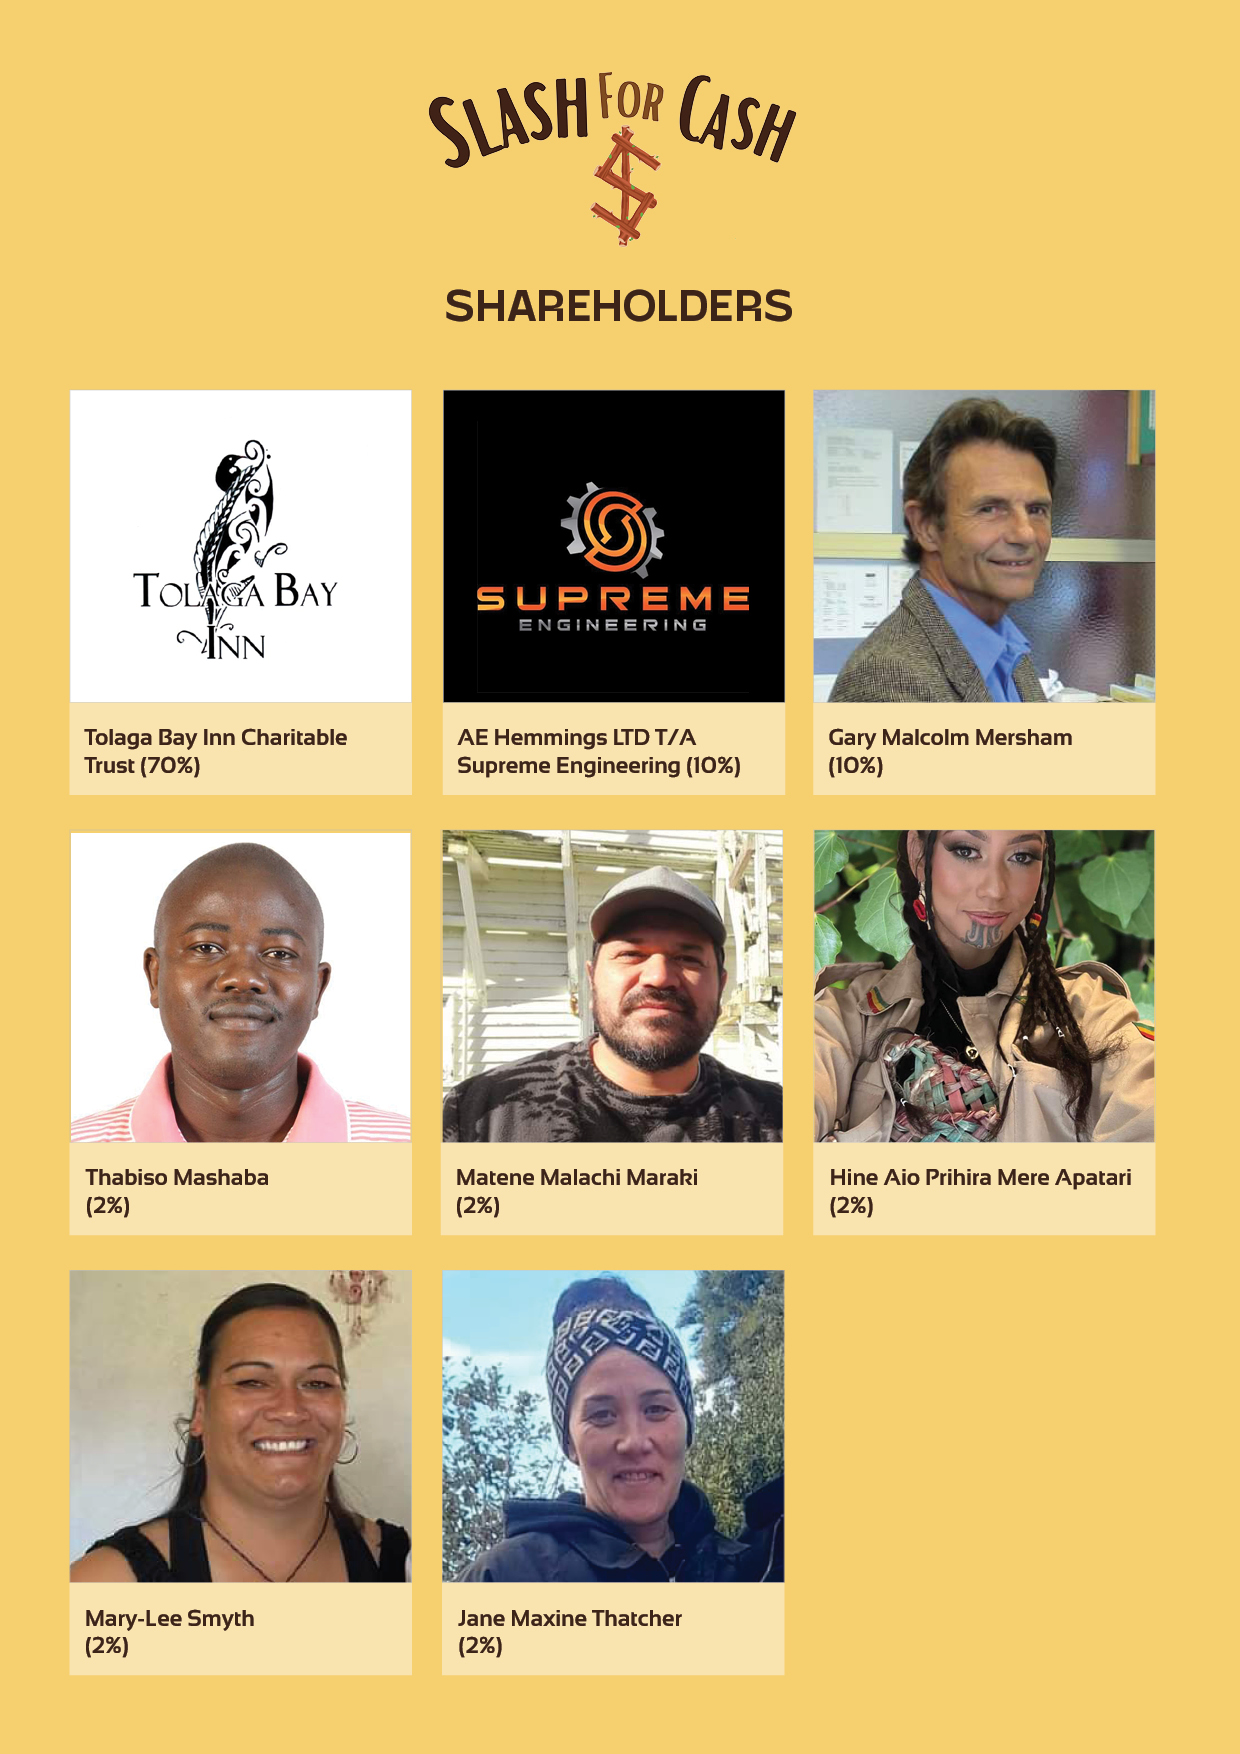 SLASH FOR CASH
SHAREHOLDERS
TOLAGA BAY
INN
SUPREME
ENGINEERING
Tolaga Bay Inn Charitable
Trust (70%)
AE Hemmings LTD T/A
Supreme Engineering (10%)
Gary Malcolm Mersham
(10%)
Thabiso Mashaba
(2%)
Matene Malachi Maraki
(2%)
Hine Aio Prihira Mere Apatari
(2%)
Mary-Lee Smyth
(2%)
Jane Maxine Thatcher
(2%)